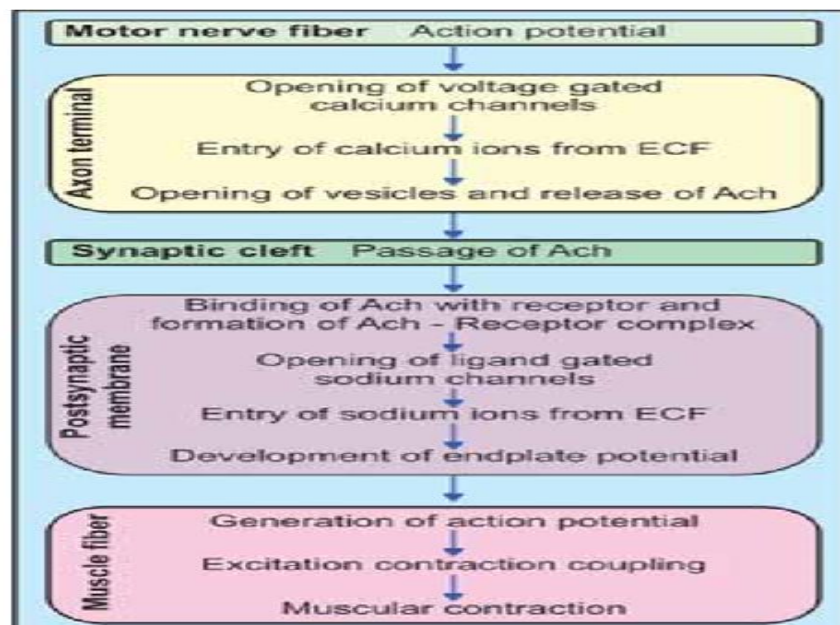 Motor nerve fiber Action potential
Axon terminal
Opening of voltage gated
calcium channels
Entry of calcium ions from ECF
Opening of vesicles and release of Ach
Synaptic cleft Passage of Ach
Postsynaptic
membrane
Binding of Ach with receptor and
formation of Ach - Receptor complex
Opening of ligand gated
sodium channels
Entry of sodium ions from ECF
Development of endplate potential
Muscle fiber
Generation of action potential
Excitation contraction coupling
Muscular contraction